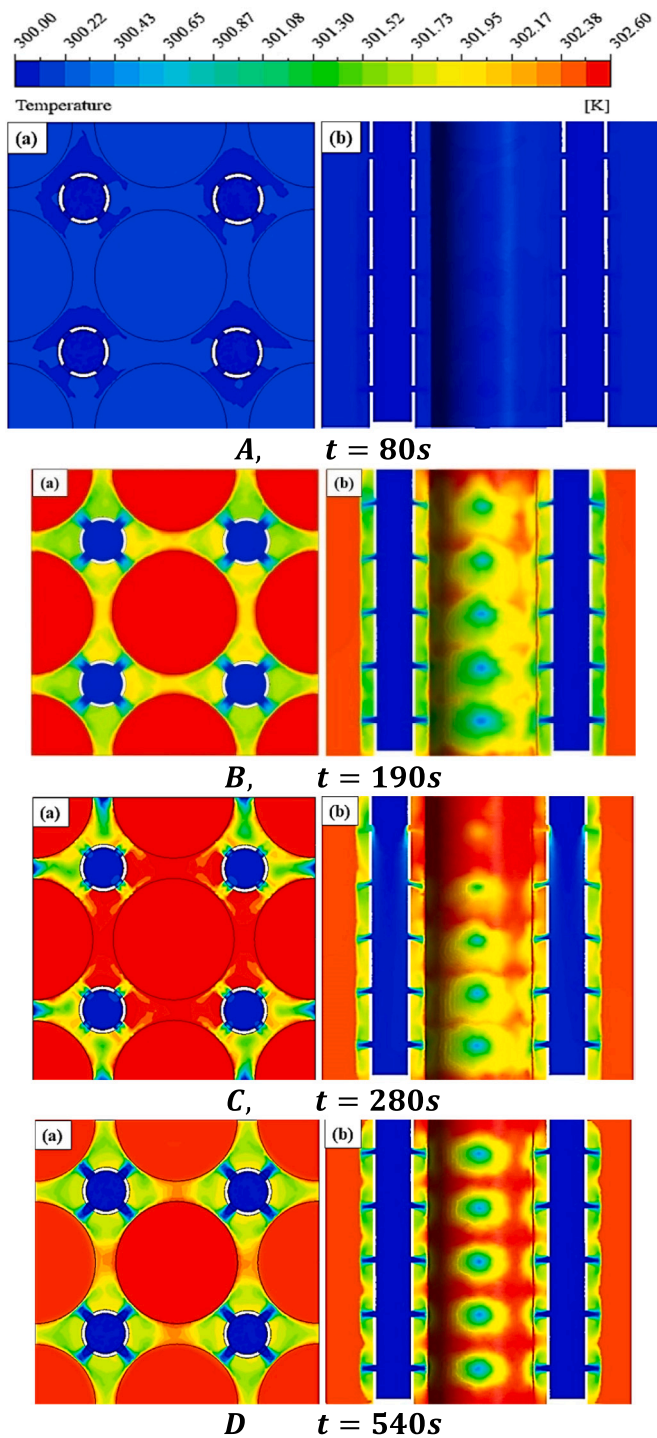 300.00 300.22 300.43 300.65 300.87 301.08 301.30 301.52 301.73 301.95 302.17 302.38 302.60
Temperature [K]
(a) (b)
A, t = 80s
(a) (b)
B, t = 190s
(a) (b)
C, t = 280s
(a) (b)
D t = 540s